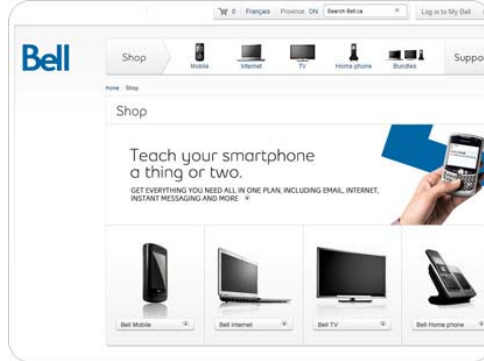 0 Français Province: ON Search Bell.ca Log in to My Bell
Bell
Shop Mobile Internet TV Home phone Bundles Suppor
Home Shop
Shop
Teach your smartphone
a thing or two.
GET EVERYTHING YOU NEED ALL IN ONE PLAN, INCLUDING EMAIL, INTERNET,
INSTANT MESSAGING AND MORE
Bell Mobile Bell Internet Bell TV Bell Home phone